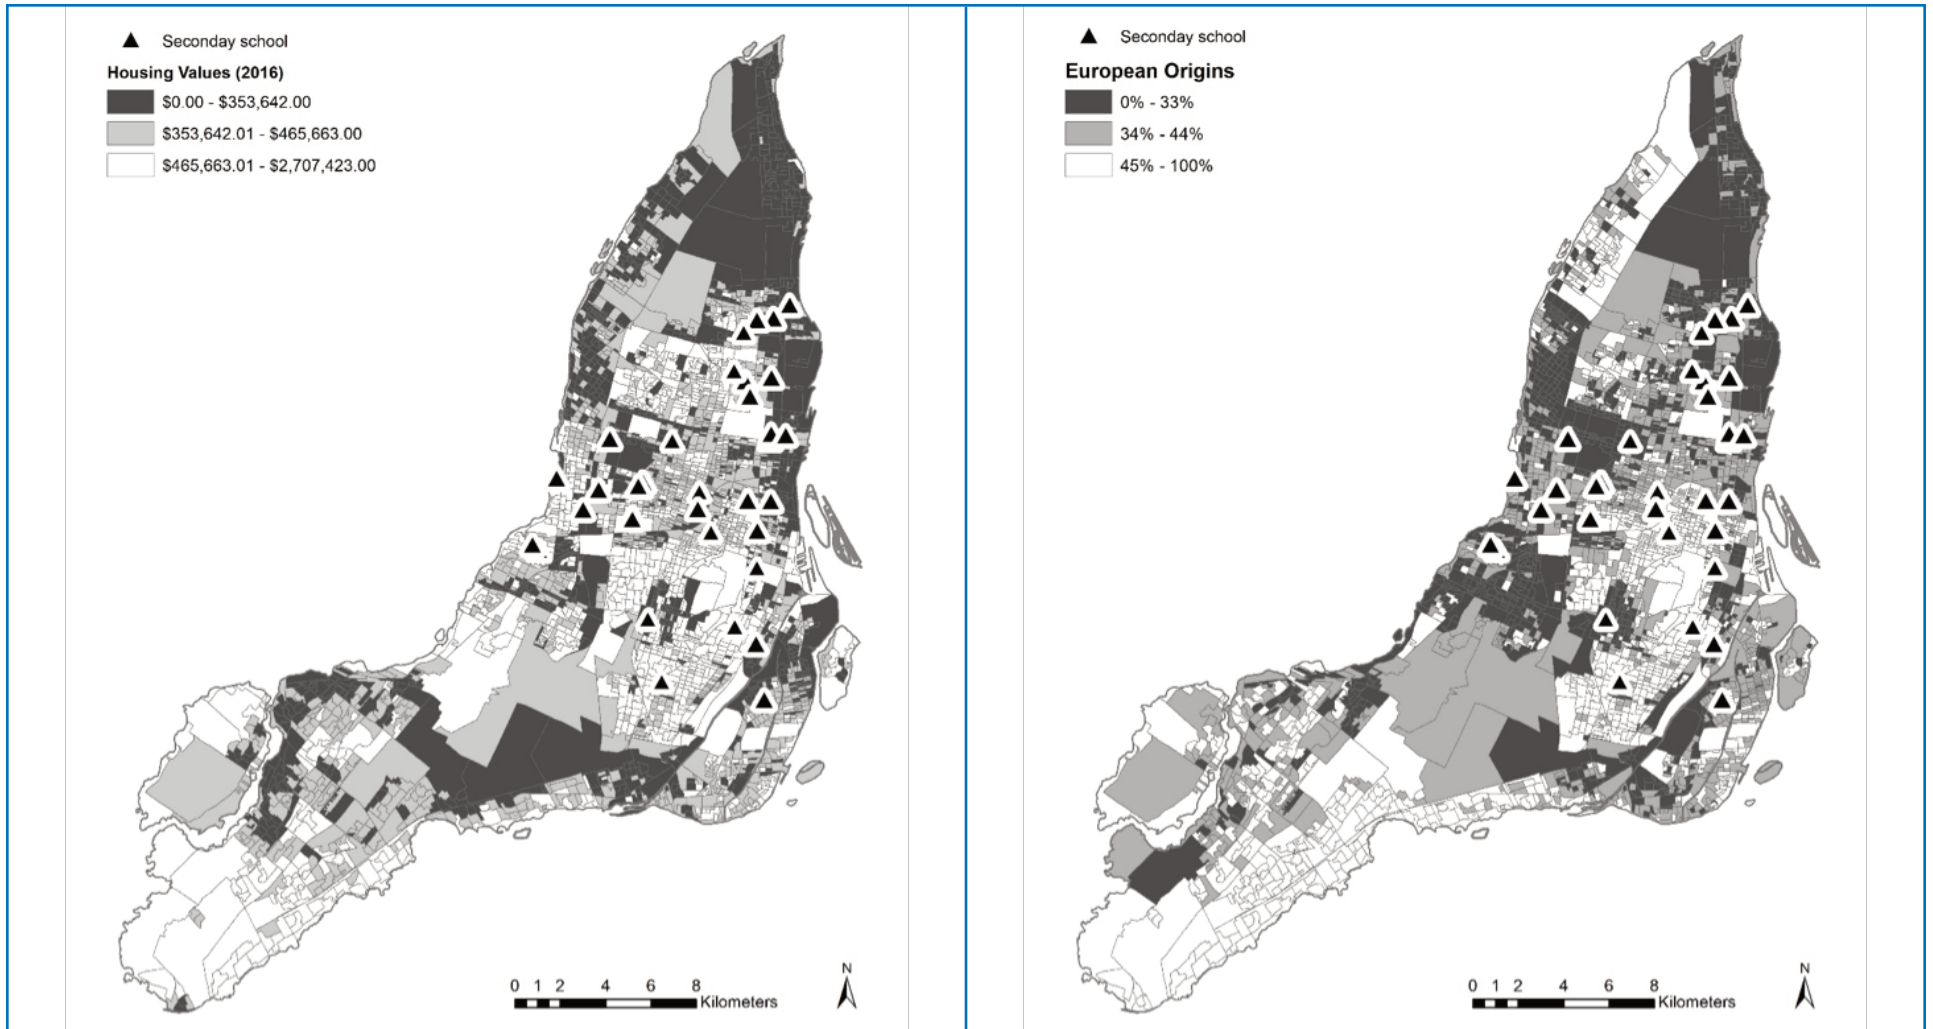 Seconday school
Housing Values (2016)
$0.00 - $353,642.00
$353,642.01 - $465,663.00
$465,663.01 - $2,707,423.00
N
0 1 2 4 6 8
Kilometers
Seconday school
European Origins
0% - 33%
34% - 44%
45% - 100%
N
0 1 2 4 6 8
Kilometers